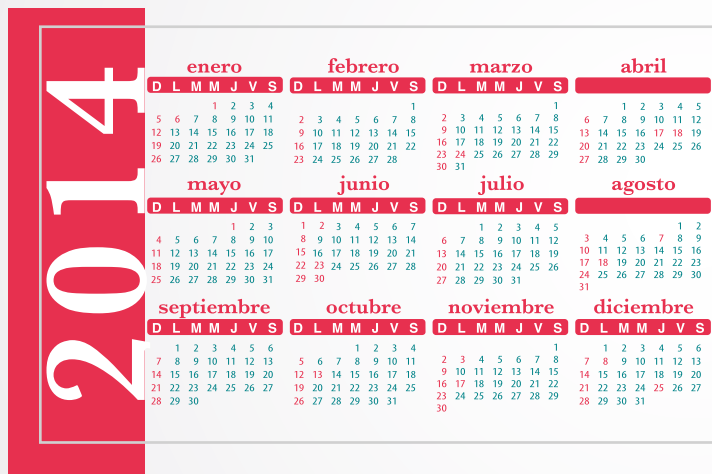 2014
enero
D L M M J V S
1 2 3 4
5 6 7 8 9 10 11
12 13 14 15 16 17 18
19 20 21 22 23 24 25
26 27 28 29 30 31
febrero
D L M M J V S
1
2 3 4 5 6 7 8
9 10 11 12 13 14 15
16 17 18 19 20 21 22
23 24 25 26 27 28
marzo
D L M M J V S
1
2 3 4 5 6 7 8
9 10 11 12 13 14 15
16 17 18 19 20 21 22
23 24 25 26 27 28 29
30 31
abril
1 2 3 4 5
6 7 8 9 10 11 12
13 14 15 16 17 18 19
20 21 22 23 24 25 26
27 28 29 30
mayo
D L M M J V S
1 2 3
4 5 6 7 8 9 10
11 12 13 14 15 16 17
18 19 20 21 22 23 24
25 26 27 28 29 30 31
junio
D L M M J V S
1 2 3 4 5 6 7
8 9 10 11 12 13 14
15 16 17 18 19 20 21
22 23 24 25 26 27 28
29 30
julio
D L M M J V S
1 2 3 4 5
6 7 8 9 10 11 12
13 14 15 16 17 18 19
20 21 22 23 24 25 26
27 28 29 30 31
agosto
1 2
3 4 5 6 7 8 9
10 11 12 13 14 15 16
17 18 19 20 21 22 23
24 25 26 27 28 29 30
31
septiembre
D L M M J V S
1 2 3 4 5 6
7 8 9 10 11 12 13
14 15 16 17 18 19 20
21 22 23 24 25 26 27
28 29 30
octubre
D L M M J V S
1 2 3 4
5 6 7 8 9 10 11
12 13 14 15 16 17 18
19 20 21 22 23 24 25
26 27 28 29 30 31
noviembre
D L M M J V S
1
2 3 4 5 6 7 8
9 10 11 12 13 14 15
16 17 18 19 20 21 22
23 24 25 26 27 28 29
30
diciembre
D L M M J V S
1 2 3 4 5 6
7 8 9 10 11 12 13
14 15 16 17 18 19 20
21 22 23 24 25 26 27
28 29 30 31